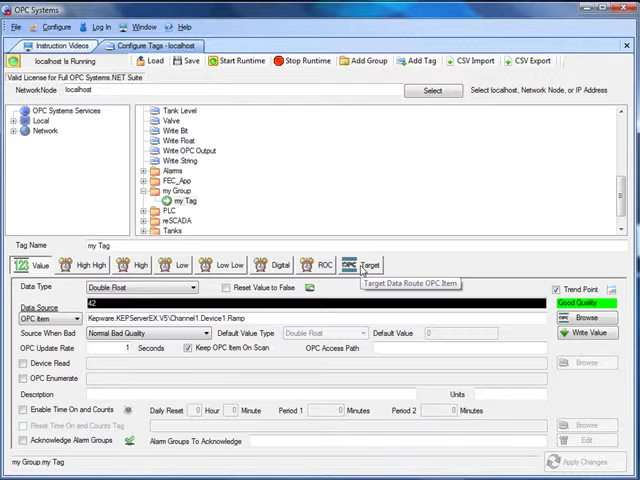 OPC Systems
File Configure Log In Window Help
Instruction Videos Configure Tags - localhost
localhost Is Running Load Save Start Runtime Stop Runtime Add Group Add Tag CSV Import CSV Export
Valid License for Full OPC Systems.NET Suite
NetworkNode localhost Select Select localhost, Network Node, or IP Address
OPC Systems Services
Local
Network
Tank Level
Valve
Write Bit
Write Float
Write OPC Output
Write String
Alarms
FEC_App
my Group
my Tag
PLC
reSCADA
Tanks
Tag Name my Tag
123 Value High High High Low Low Low Digital ROC OPC Target
Target Data Route OPC Item
Data Type Double Float Reset Value to False Trend Point
Data Source 42 Good Quality
OPC Item Kepware.KEPServerEX.V5\Channel1.Device1.Ramp OPC Browse
Source When Bad Normal Bad Quality Default Value Type Double Float Default Value 0 Write Value
OPC Update Rate 1 Seconds Keep OPC Item On Scan OPC Access Path
Device Read Browse
OPC Enumerate
Description Units
Enable Time On and Counts Daily Reset 0 Hour 0 Minute Period 1 0 Minute Period 2 0 Minute
Reset Time On and Counts Tag Browse
Acknowledge Alarm Groups Alarm Groups To Acknowledge Edit
my Group.my Tag Apply Changes